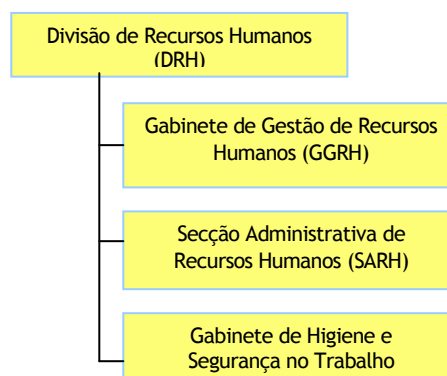 Divisão de Recursos Humanos
(DRH)
Gabinete de Gestão de Recursos
Humanos (GGRH)
Secção Administrativa de
Recursos Humanos (SARH)
Gabinete de Higiene e
Segurança no Trabalho